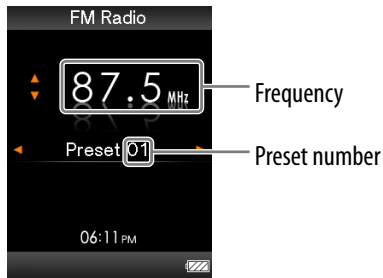 FM Radio
87.5 MHz
Frequency
Preset 01
Preset number
06:11 PM